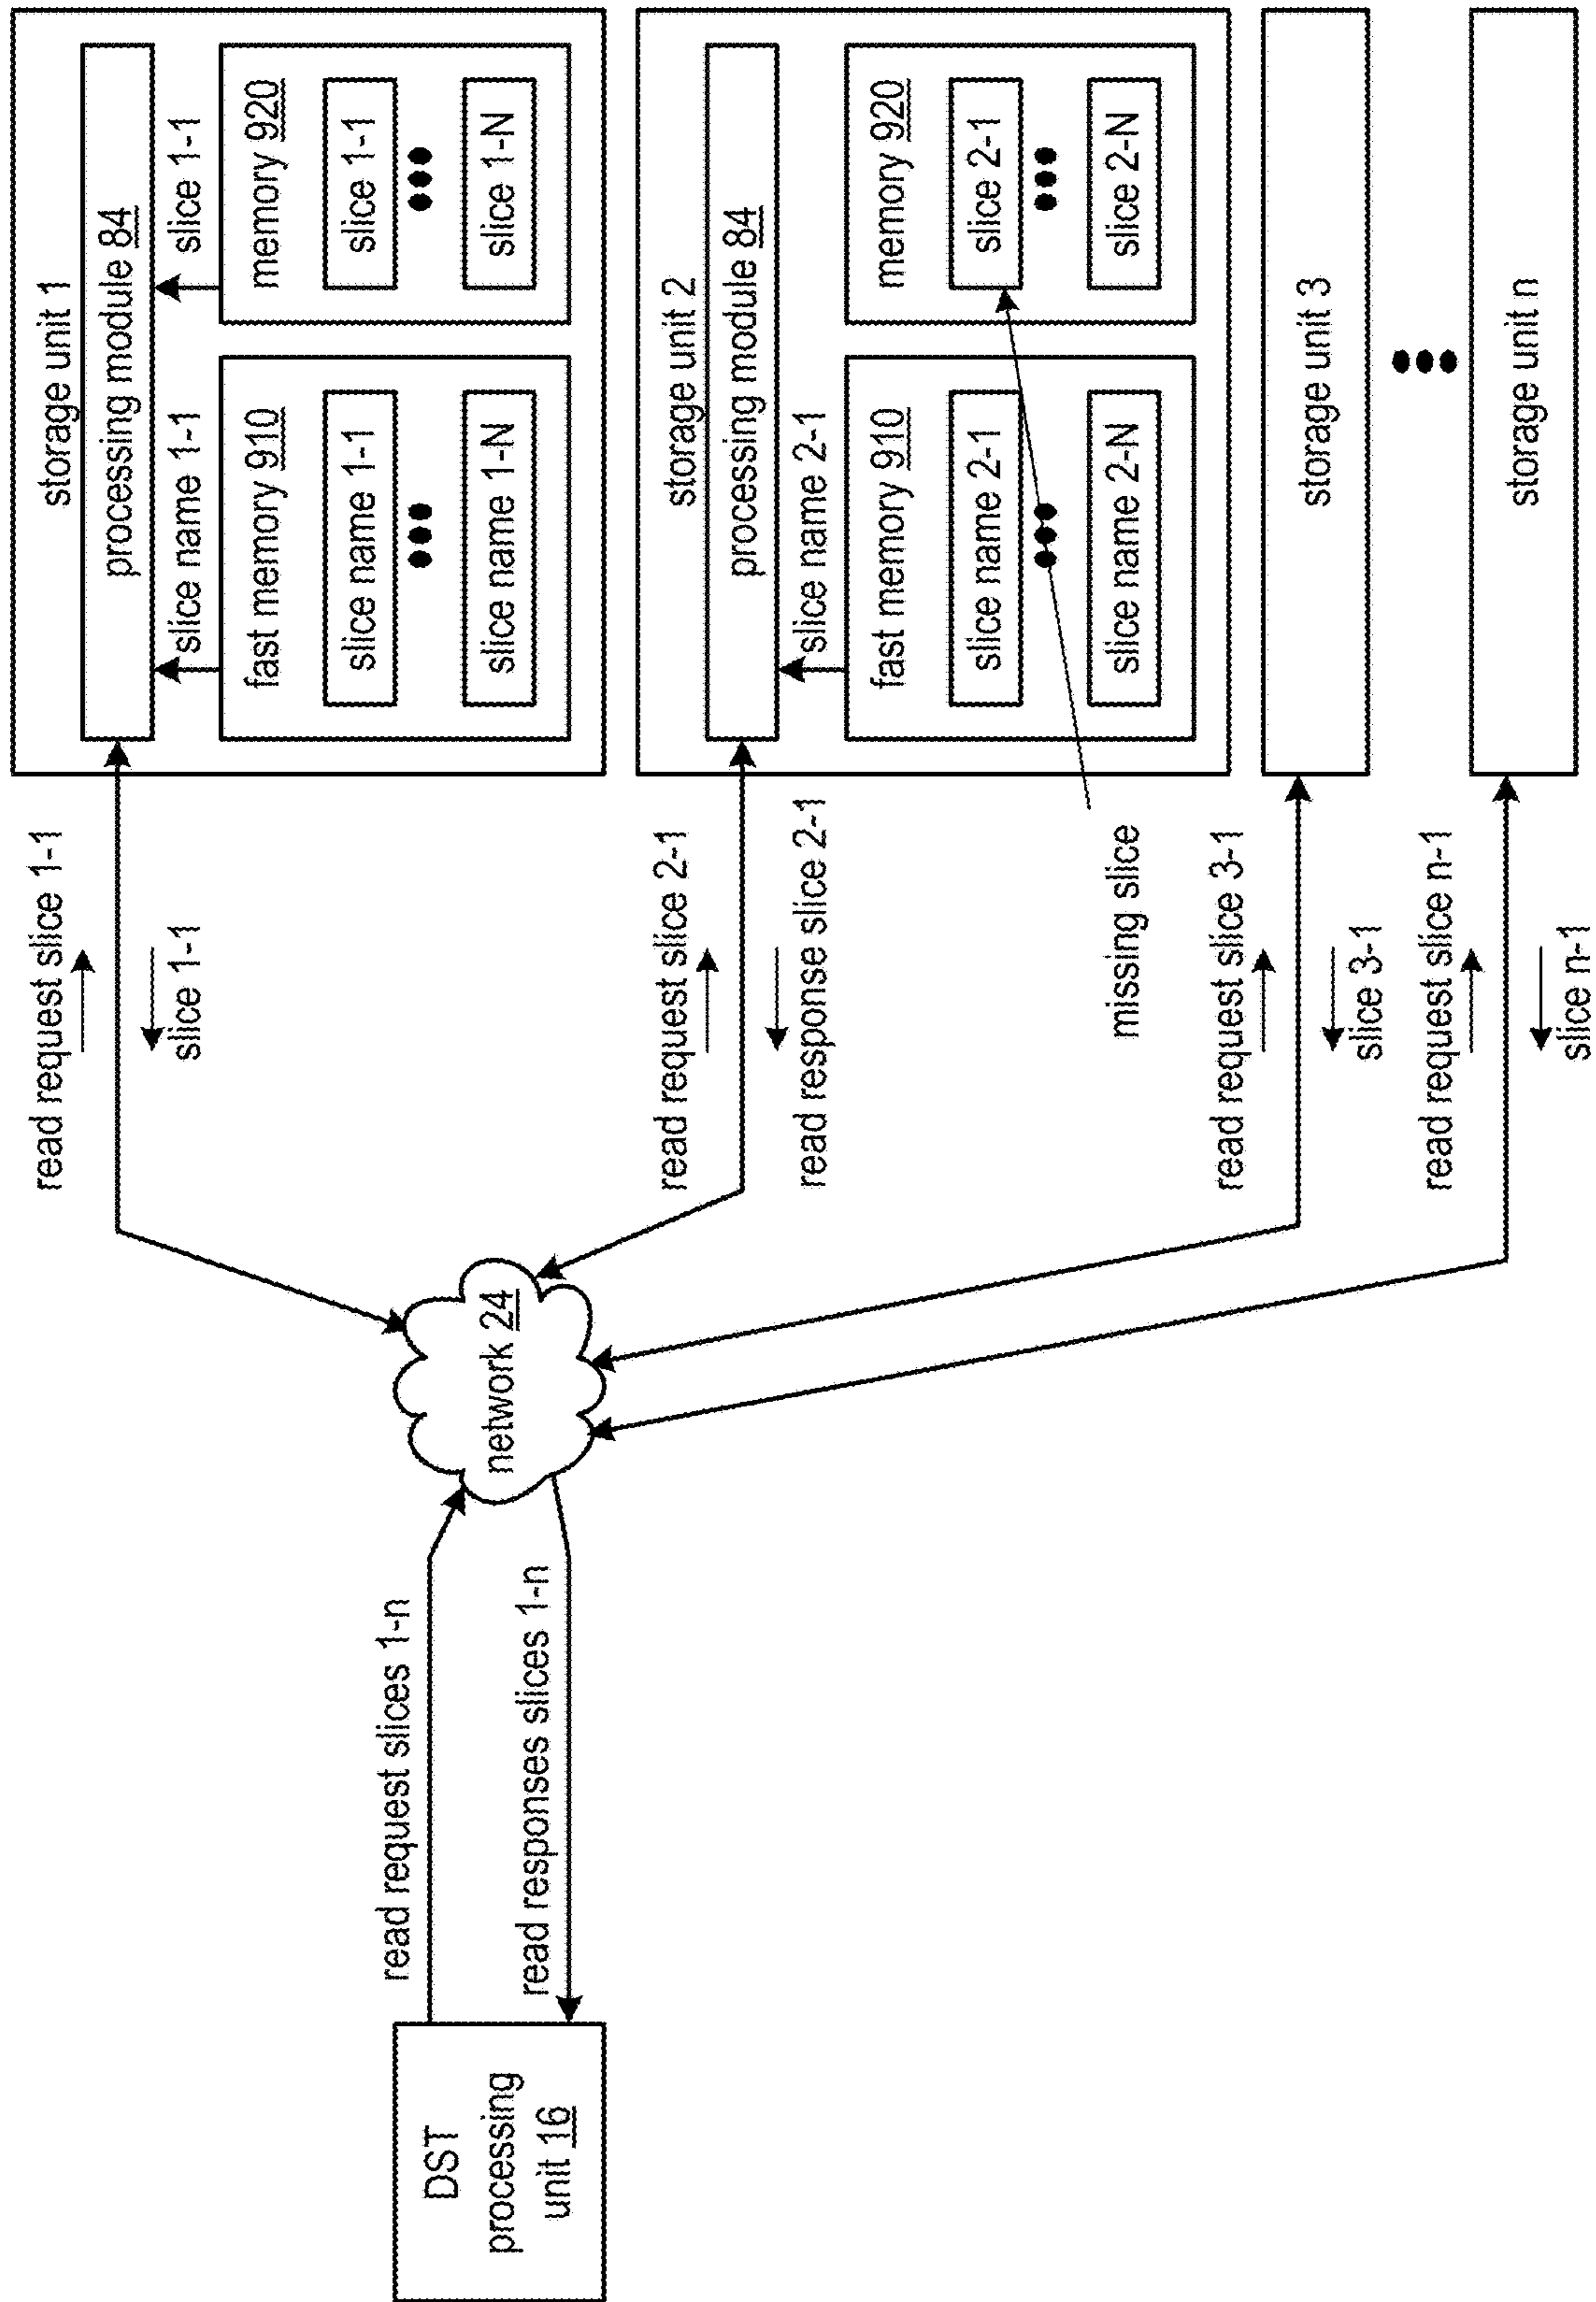 DST
processing
unit 16
read request slices 1-n
read responses slices 1-n
network 24
read request slice 1-1
slice 1-1
read request slice 2-1
read response slice 2-1
missing slice
read request slice 3-1
slice 3-1
read request slice n-1
slice n-1
storage unit 1
processing module 84
slice name 1-1
slice 1-1
fast memory 910
slice name 1-1
slice name 1-N
memory 920
slice 1-1
slice 1-N
storage unit 2
processing module 84
slice name 2-1
fast memory 910
slice name 2-1
slice name 2-N
memory 920
slice 2-1
slice 2-N
storage unit 3
storage unit n